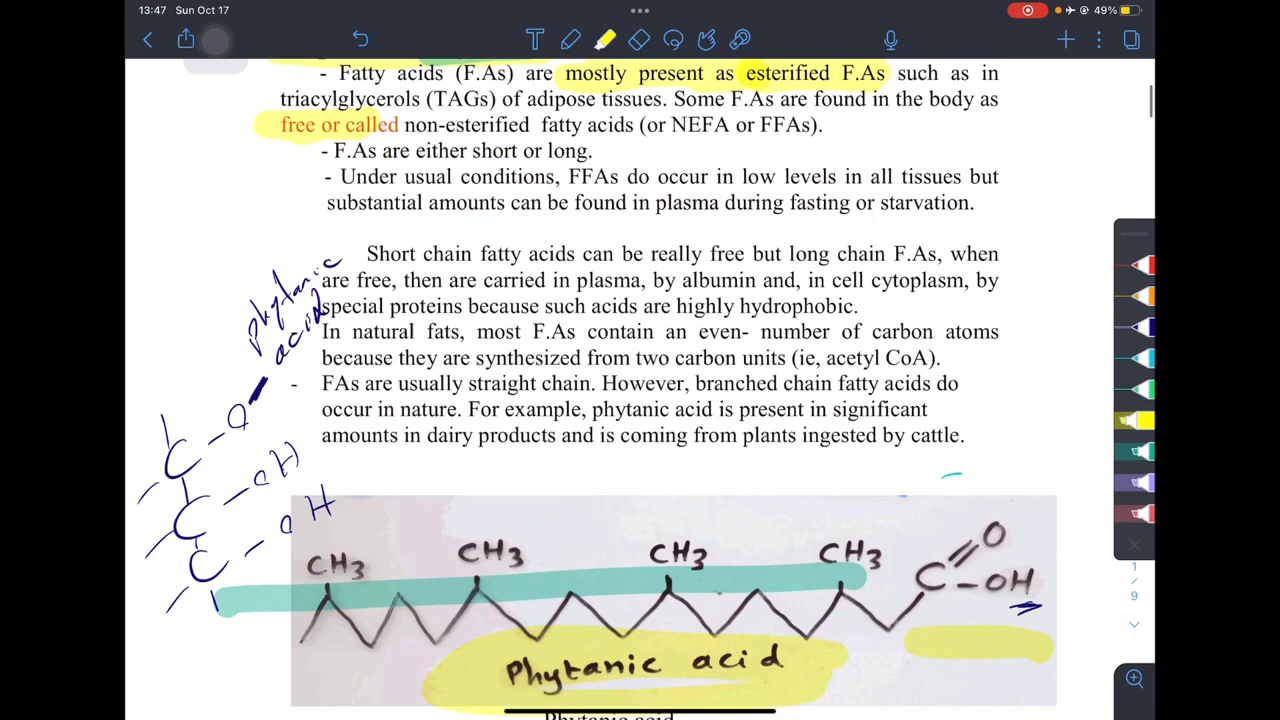 13:47 Sun Oct 17
49%
- Fatty acids (F.As) are mostly present as esterified F.As such as in
triacylglycerols (TAGs) of adipose tissues. Some F.As are found in the body as
free or called non-esterified fatty acids (or NEFA or FFAs).
- F.As are either short or long.
- Under usual conditions, FFAs do occur in low levels in all tissues but
substantial amounts can be found in plasma during fasting or starvation.
Short chain fatty acids can be really free but long chain F.As, when
are free, then are carried in plasma, by albumin and, in cell cytoplasm, by
special proteins because such acids are highly hydrophobic.
In natural fats, most F.As contain an even- number of carbon atoms
because they are synthesized from two carbon units (ie, acetyl CoA).
- FAs are usually straight chain. However, branched chain fatty acids do
occur in nature. For example, phytanic acid is present in significant
amounts in dairy products and is coming from plants ingested by cattle.
phytanic
acid
C - O
C - OH
C - OH
CH3 CH3 CH3 CH3 C = O - OH
Phytanic acid
Phytanic acid
1
/
9